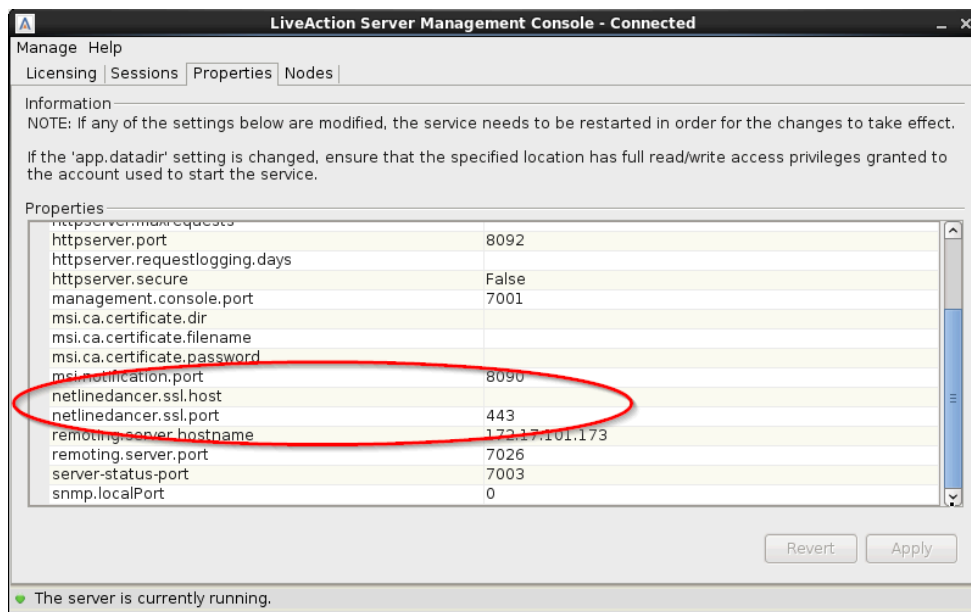 LiveAction Server Management Console - Connected
Manage Help
Licensing Sessions Properties Nodes
Information
NOTE: If any of the settings below are modified, the service needs to be restarted in order for the changes to take effect.
If the 'app.datadir' setting is changed, ensure that the specified location has full read/write access privileges granted to
the account used to start the service.
Properties
httpserver.maxrequests
httpserver.port 8092
httpserver.requestlogging.days
httpserver.secure False
management.console.port 7001
msi.ca.certificate.dir
msi.ca.certificate.filename
msi.ca.certificate.password
msi.notification.port 8090
netlinedancer.ssl.host
netlinedancer.ssl.port 443
remoting.server.hostname 172.17.101.173
remoting.server.port 7026
server-status-port 7003
snmp.localPort 0
Revert Apply
The server is currently running.